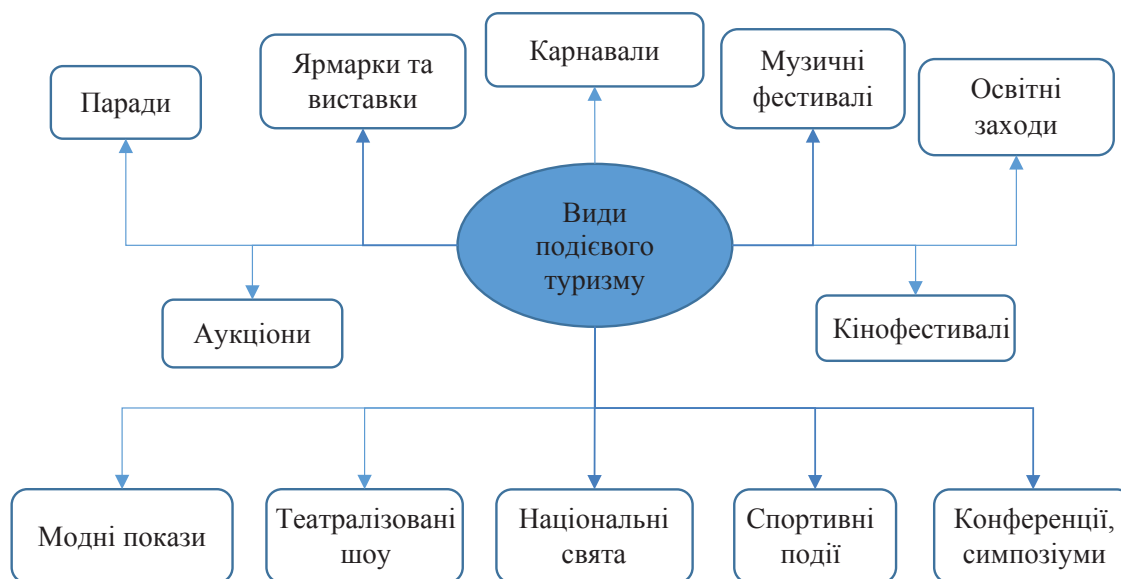 Паради
Ярмарки та
виставки
Карнавали
Музичні
фестивалі
Освітні
заходи
Види
подієвого
туризму
Аукціони
Кінофестивалі
Модні покази
Театралізовані
шоу
Національні
свята
Спортивні
події
Конференції,
симпозіуми